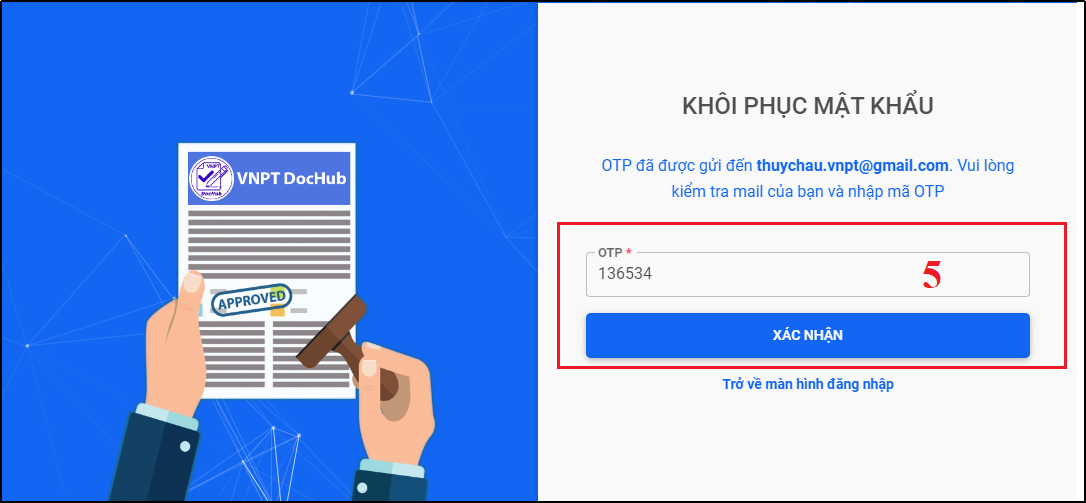 VNPT
DocHub
VNPT DocHub
APPROVED
KHÔI PHỤC MẬT KHẨU
OTP đã được gửi đến thuychau.vnpt@gmail.com. Vui lòng
kiểm tra mail của bạn và nhập mã OTP
OTP *
136534
5
XÁC NHẬN
Trở về màn hình đăng nhập